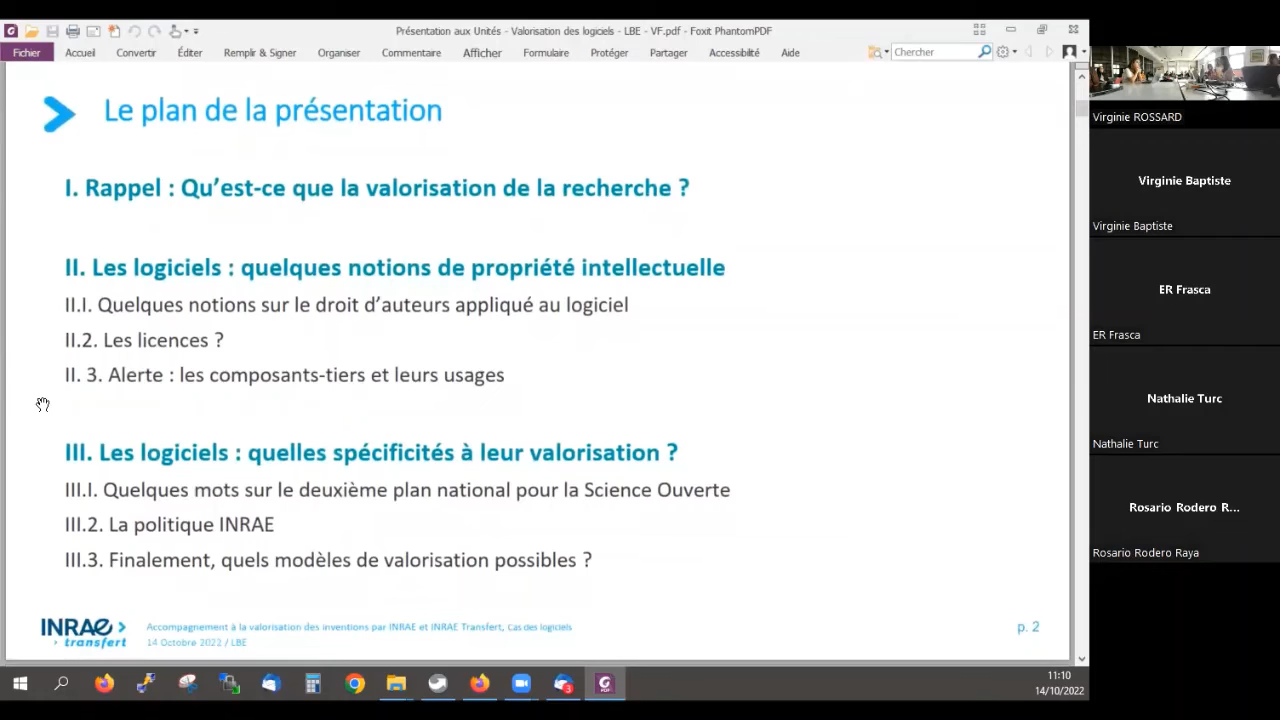 Présentation aux Unités - Valorisation des logiciels - LBE - VF.pdf - Foxit PhantomPDF
Fichier Accueil Convertir Éditer Remplir & Signer Organiser Commentaire Afficher Formulaire Protéger Partager Accessibilité Aide Chercher
Le plan de la présentation
I. Rappel : Qu’est-ce que la valorisation de la recherche ?
II. Les logiciels : quelques notions de propriété intellectuelle
II.I. Quelques notions sur le droit d’auteurs appliqué au logiciel
II.2. Les licences ?
II. 3. Alerte : les composants-tiers et leurs usages
III. Les logiciels : quelles spécificités à leur valorisation ?
III.I. Quelques mots sur le deuxième plan national pour la Science Ouverte
III.2. La politique INRAE
III.3. Finalement, quels modèles de valorisation possibles ?
INRAE
transfert
Accompagnement à la valorisation des inventions par INRAE et INRAE Transfert, Cas des logiciels
14 Octobre 2022 / LBE
p. 2
Virginie ROSSARD
Virginie Baptiste
Virginie Baptiste
ER Frasca
ER Frasca
Nathalie Turc
Nathalie Turc
Rosario Rodero R...
Rosario Rodero Raya
3
PDF
11:10
14/10/2022